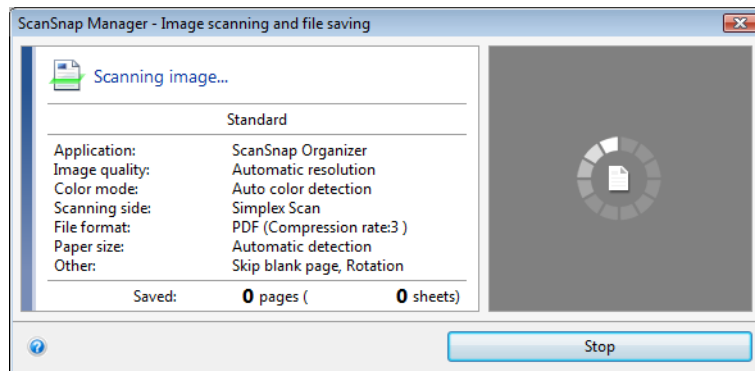 ScanSnap Manager - Image scanning and file saving
Scanning image...
Standard
Application: ScanSnap Organizer
Image quality: Automatic resolution
Color mode: Auto color detection
Scanning side: Simplex Scan
File format: PDF (Compression rate:3 )
Paper size: Automatic detection
Other: Skip blank page, Rotation
Saved: 0 pages ( 0 sheets)
Stop